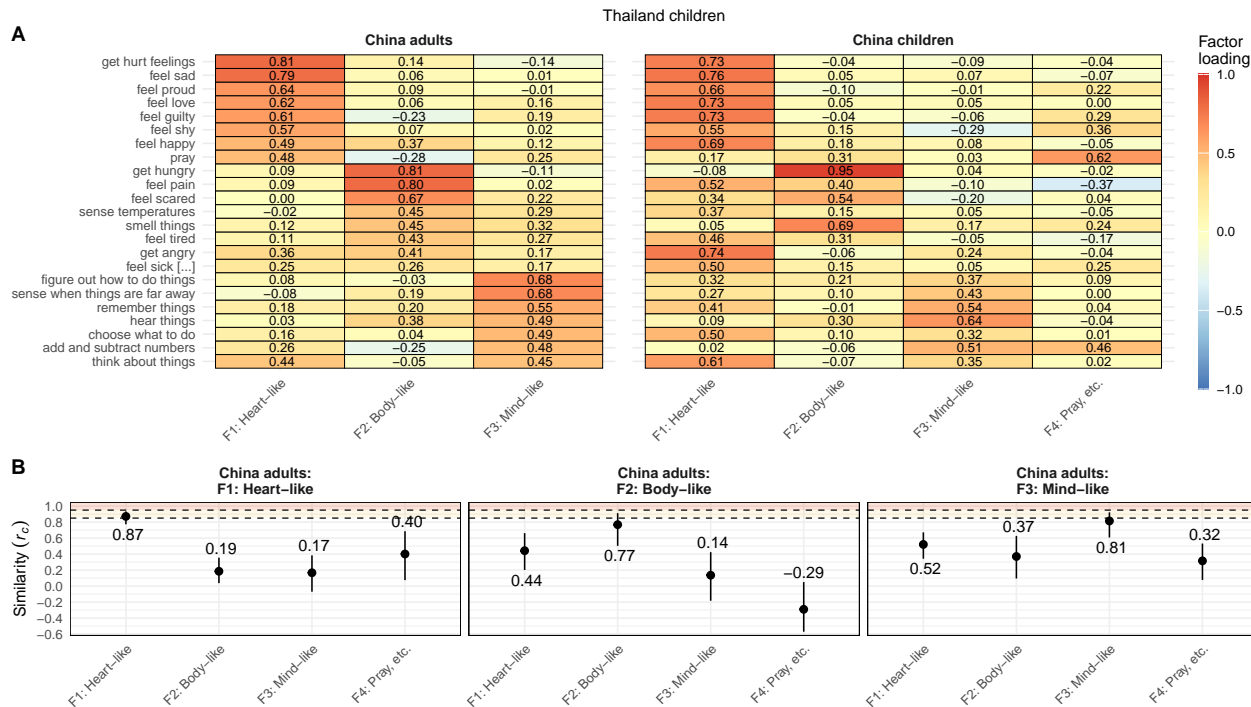 Thailand children
A
China adults
China children
Factor
loading
get hurt feelings 0.81 0.14 −0.14 0.73 −0.04 −0.09 −0.04
feel sad 0.79 0.06 0.01 0.76 0.05 0.07 −0.07
feel proud 0.64 0.09 −0.01 0.66 −0.10 −0.01 0.22
feel love 0.62 0.06 0.16 0.73 0.05 0.05 0.00
feel guilty 0.61 −0.23 0.19 0.73 −0.04 −0.06 0.29
feel shy 0.57 0.07 0.02 0.55 0.15 −0.29 0.36
feel happy 0.49 0.37 0.12 0.69 0.18 0.08 −0.05
pray 0.48 −0.28 0.25 0.17 0.31 0.03 0.62
get hungry 0.09 0.81 −0.11 −0.08 0.95 0.04 −0.02
feel pain 0.09 0.80 0.02 0.52 0.40 −0.10 −0.37
feel scared 0.00 0.67 0.22 0.34 0.54 −0.20 0.04
sense temperatures −0.02 0.45 0.29 0.37 0.15 0.05 −0.05
smell things 0.12 0.45 0.32 0.05 0.69 0.17 0.24
feel tired 0.11 0.43 0.27 0.46 0.31 −0.05 −0.17
get angry 0.36 0.41 0.17 0.74 −0.06 0.24 −0.04
feel sick [...] 0.25 0.26 0.17 0.50 0.15 0.05 0.25
figure out how to do things 0.08 −0.03 0.68 0.32 0.21 0.37 0.09
sense when things are far away −0.08 0.19 0.68 0.27 0.10 0.43 0.00
remember things 0.18 0.20 0.55 0.41 −0.01 0.54 0.04
hear things 0.03 0.38 0.49 0.09 0.30 0.64 −0.04
choose what to do 0.16 0.04 0.49 0.50 0.10 0.32 0.01
add and subtract numbers 0.26 −0.25 0.48 0.02 −0.06 0.51 0.46
think about things 0.44 −0.05 0.45 0.61 −0.07 0.35 0.02
1.0
0.5
0.0
−0.5
−1.0
F1: Heart−like
F2: Body−like
F3: Mind−like
F1: Heart−like
F2: Body−like
F3: Mind−like
F4: Pray, etc.
B
China adults:
F1: Heart−like
China adults:
F2: Body−like
China adults:
F3: Mind−like
Similarity (rc)
1.0
0.8
0.6
0.4
0.2
0.0
−0.2
−0.4
−0.6
0.87
0.19
0.17
0.40
0.44
0.77
0.14
−0.29
0.52
0.37
0.81
0.32
F1: Heart−like
F2: Body−like
F3: Mind−like
F4: Pray, etc.
F1: Heart−like
F2: Body−like
F3: Mind−like
F4: Pray, etc.
F1: Heart−like
F2: Body−like
F3: Mind−like
F4: Pray, etc.